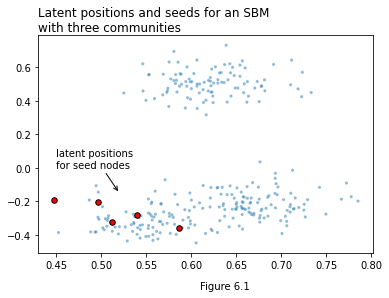 Latent positions and seeds for an SBM
with three communities
0.6
0.4
0.2
0.0
−0.2
−0.4
latent positions
for seed nodes
0.45 0.50 0.55 0.60 0.65 0.70 0.75 0.80
Figure 6.1